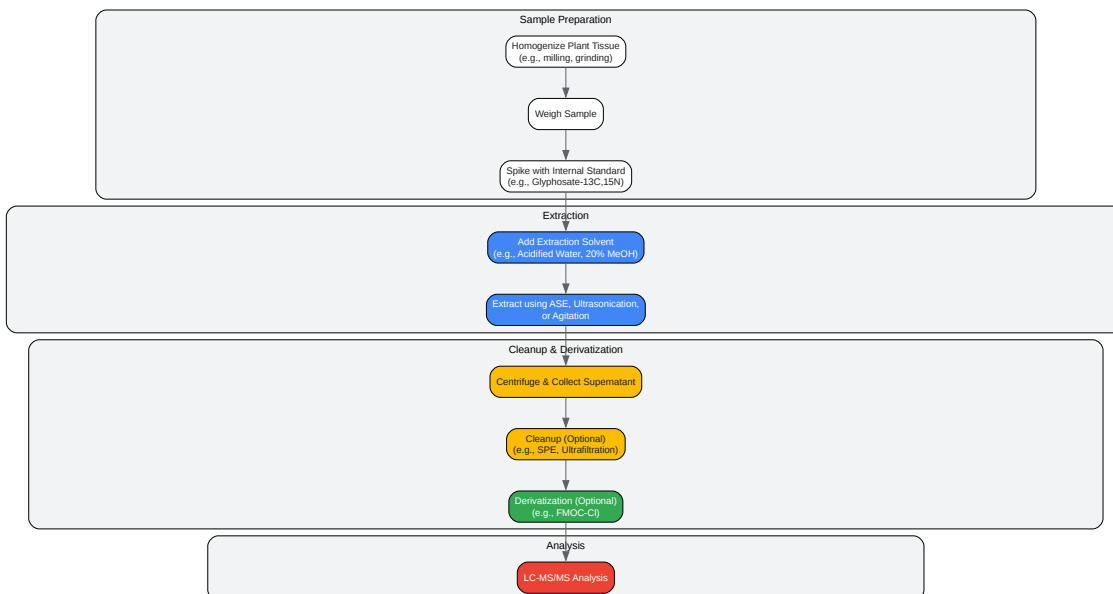 Sample Preparation
Homogenize Plant Tissue
(e.g., milling, grinding)
Weigh Sample
Spike with Internal Standard
(e.g., Glyphosate-13C,15N)
Extraction
Add Extraction Solvent
(e.g., Acidified Water, 20% MeOH)
Extract using ASE, Ultrasonication,
or Agitation
Cleanup & Derivatization
Centrifuge & Collect Supernatant
Cleanup (Optional)
(e.g., SPE, Ultrafiltration)
Derivatization (Optional)
(e.g., FMOC-Cl)
Analysis
LC-MS/MS Analysis